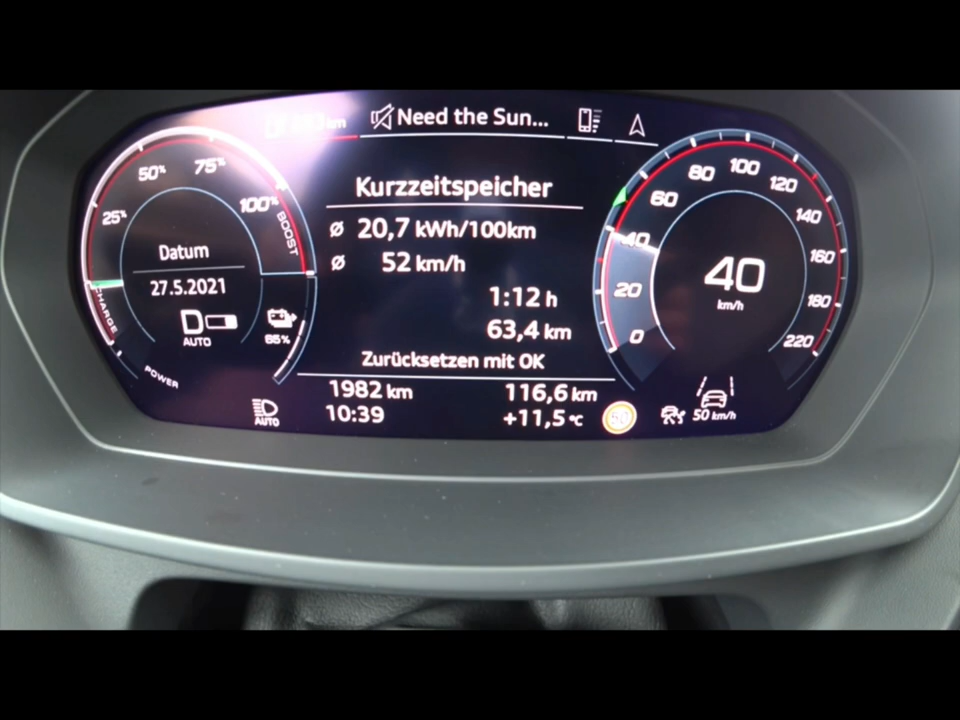 km
Need the Sun...
Kurzzeitspeicher
ø 20,7 kWh/100km
ø 52 km/h
1:12 h
63,4 km
Zurücksetzen mit OK
1982 km 116,6 km
10:39 +11,5 °C
25% 50% 75% 100%
BOOST
Datum
27.5.2021
D
AUTO
65%
CHARGE
POWER
AUTO
0 20 40 60 80 100 120 140 160 180 220
40
km/h
50 km/h